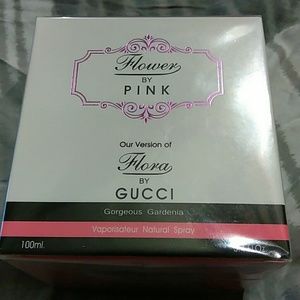 Flower
BY
PINK
Our Version of
Flora
BY
GUCCI
Gorgeous Gardenia
Vaporisateur Natural Spray
100ml.